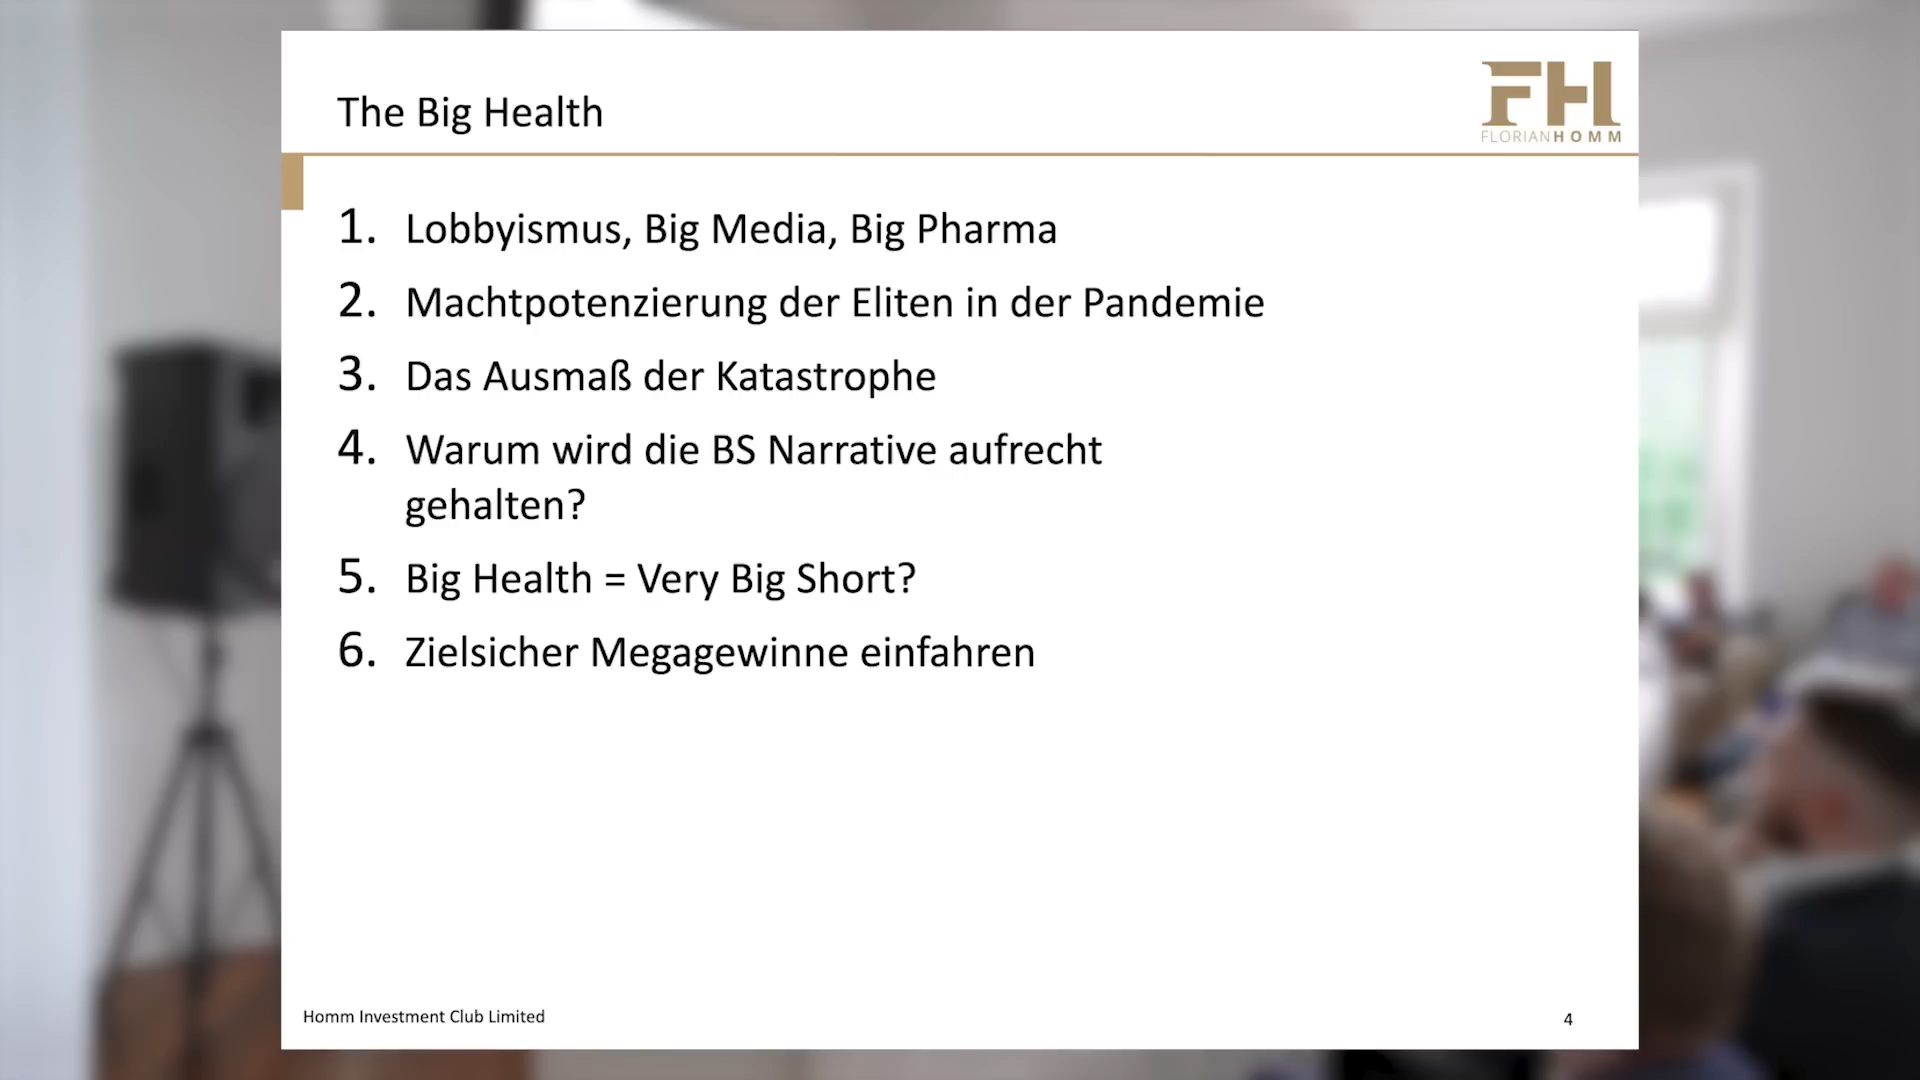 The Big Health
FH
FLORIANHOMM
1. Lobbyismus, Big Media, Big Pharma
2. Machtpotenzierung der Eliten in der Pandemie
3. Das Ausmaß der Katastrophe
4. Warum wird die BS Narrative aufrecht
gehalten?
5. Big Health = Very Big Short?
6. Zielsicher Megagewinne einfahren
Homm Investment Club Limited
4